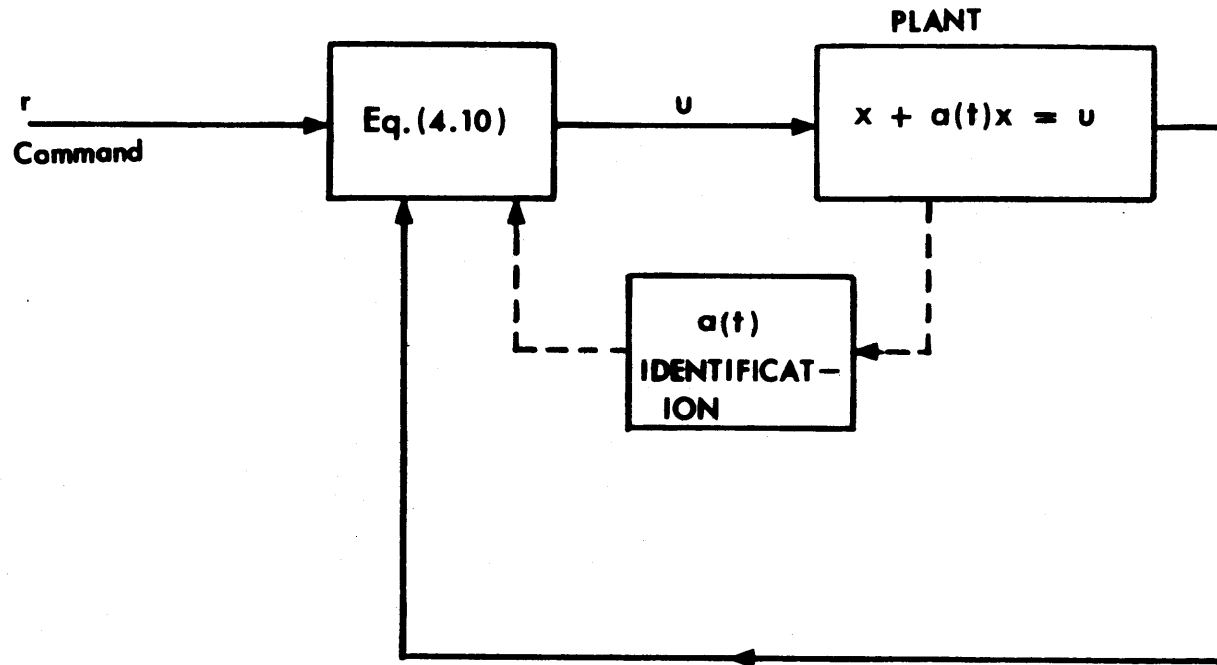 PLANT
r
Command
Eq.(4.10)
u
x + a(t)x = u
a(t)
IDENTIFICAT-
ION